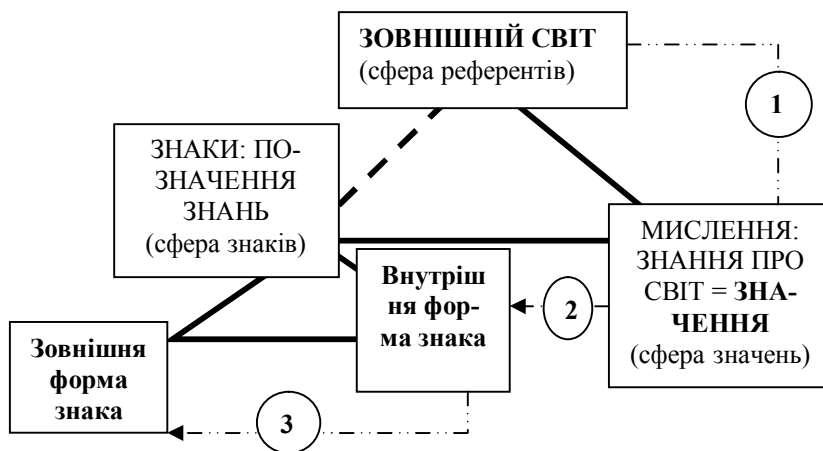 ЗОВНІШНІЙ СВІТ
(сфера референтів)
1
ЗНАКИ: ПО-
ЗНАЧЕННЯ
ЗНАНЬ
(сфера знаків)
МИСЛЕННЯ:
ЗНАННЯ ПРО
СВІТ = ЗНА-
ЧЕННЯ
(сфера значень)
Внутріш
ня фор-
ма знака
2
Зовнішня
форма
знака
3